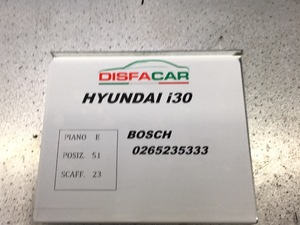 DISFACAR
HYUNDAI i30
PIANO E
POSIZ. 51
SCAFF. 23
BOSCH
0265235333